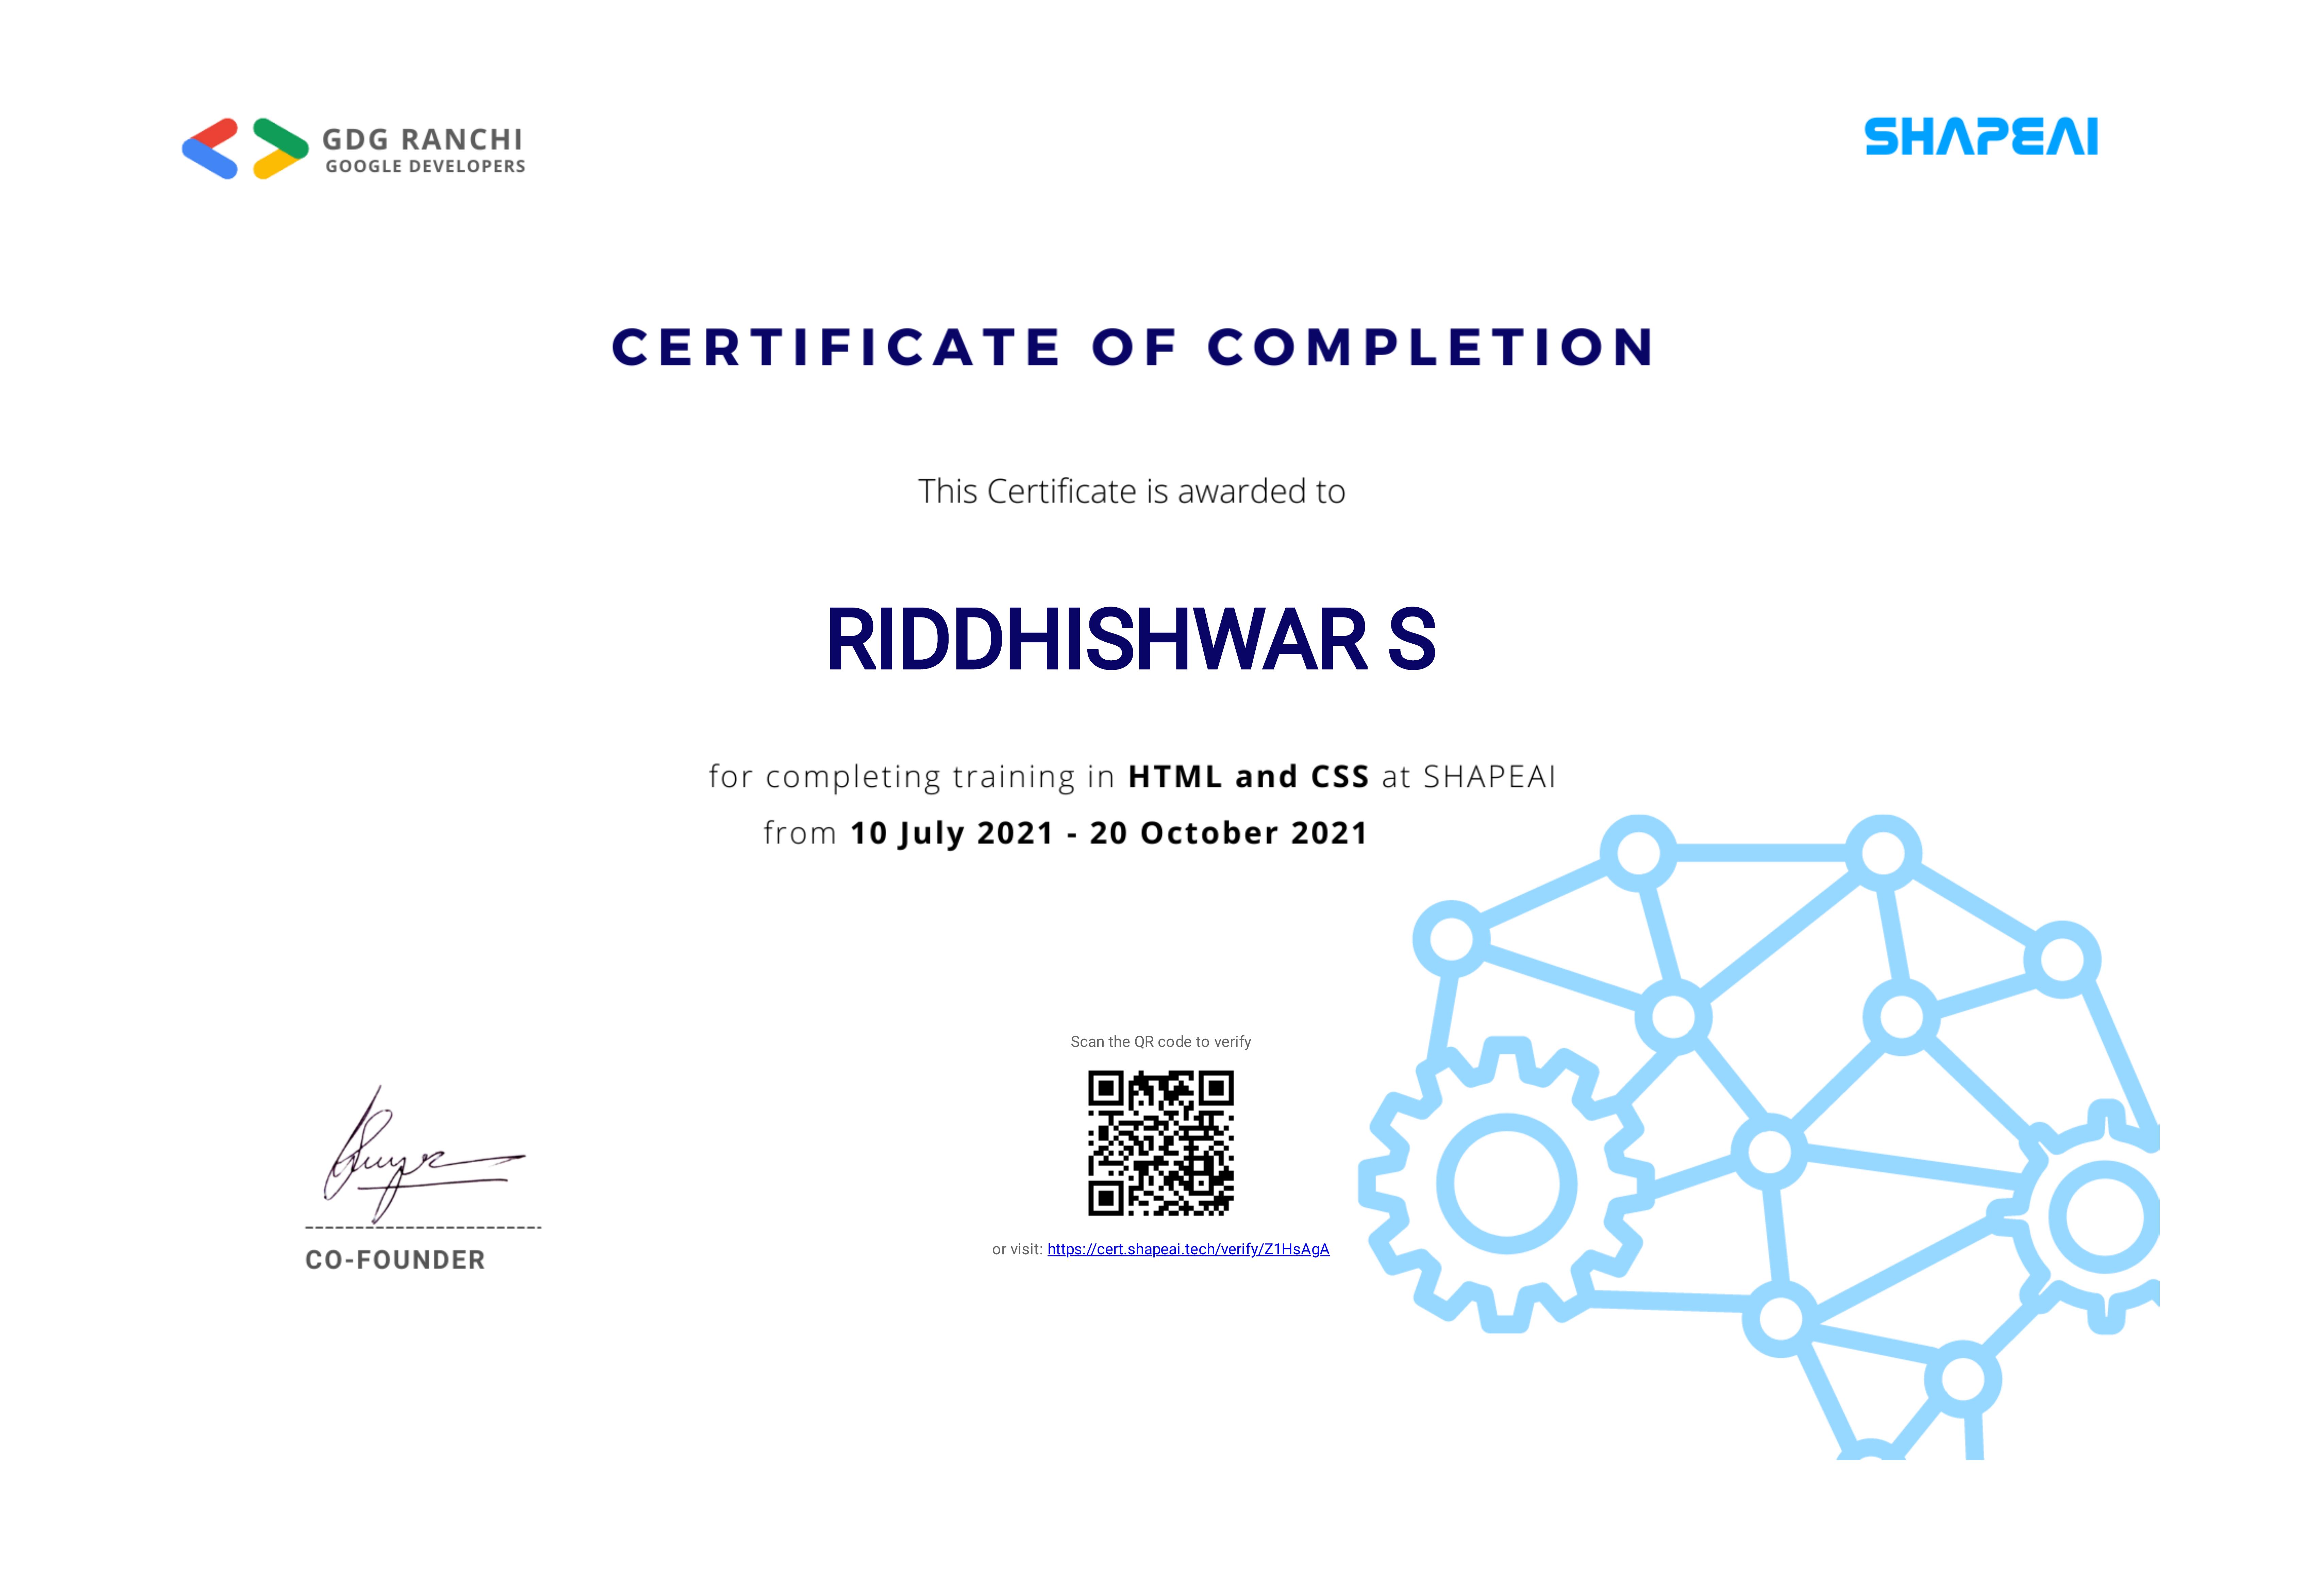 GDG RANCHI
GOOGLE DEVELOPERS
SHAPEAI
CERTIFICATE OF COMPLETION
This Certificate is awarded to
RIDDHISHWAR S
for completing training in HTML and CSS at SHAPEAI
from 10 July 2021 - 20 October 2021
Scan the QR code to verify
or visit: https://cert.shapeai.tech/verify/Z1HsAgA
CO-FOUNDER